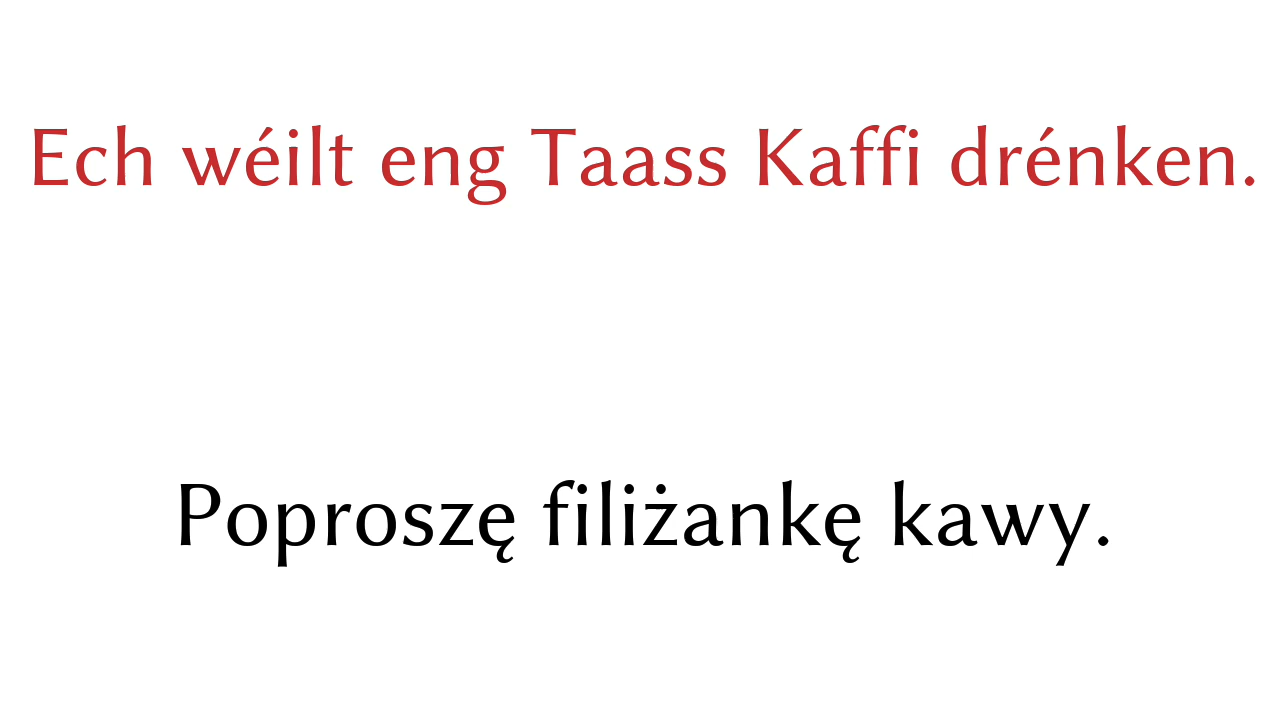 Ech wéilt eng Taass Kaffi drénken.
Poproszę filiżankę kawy.